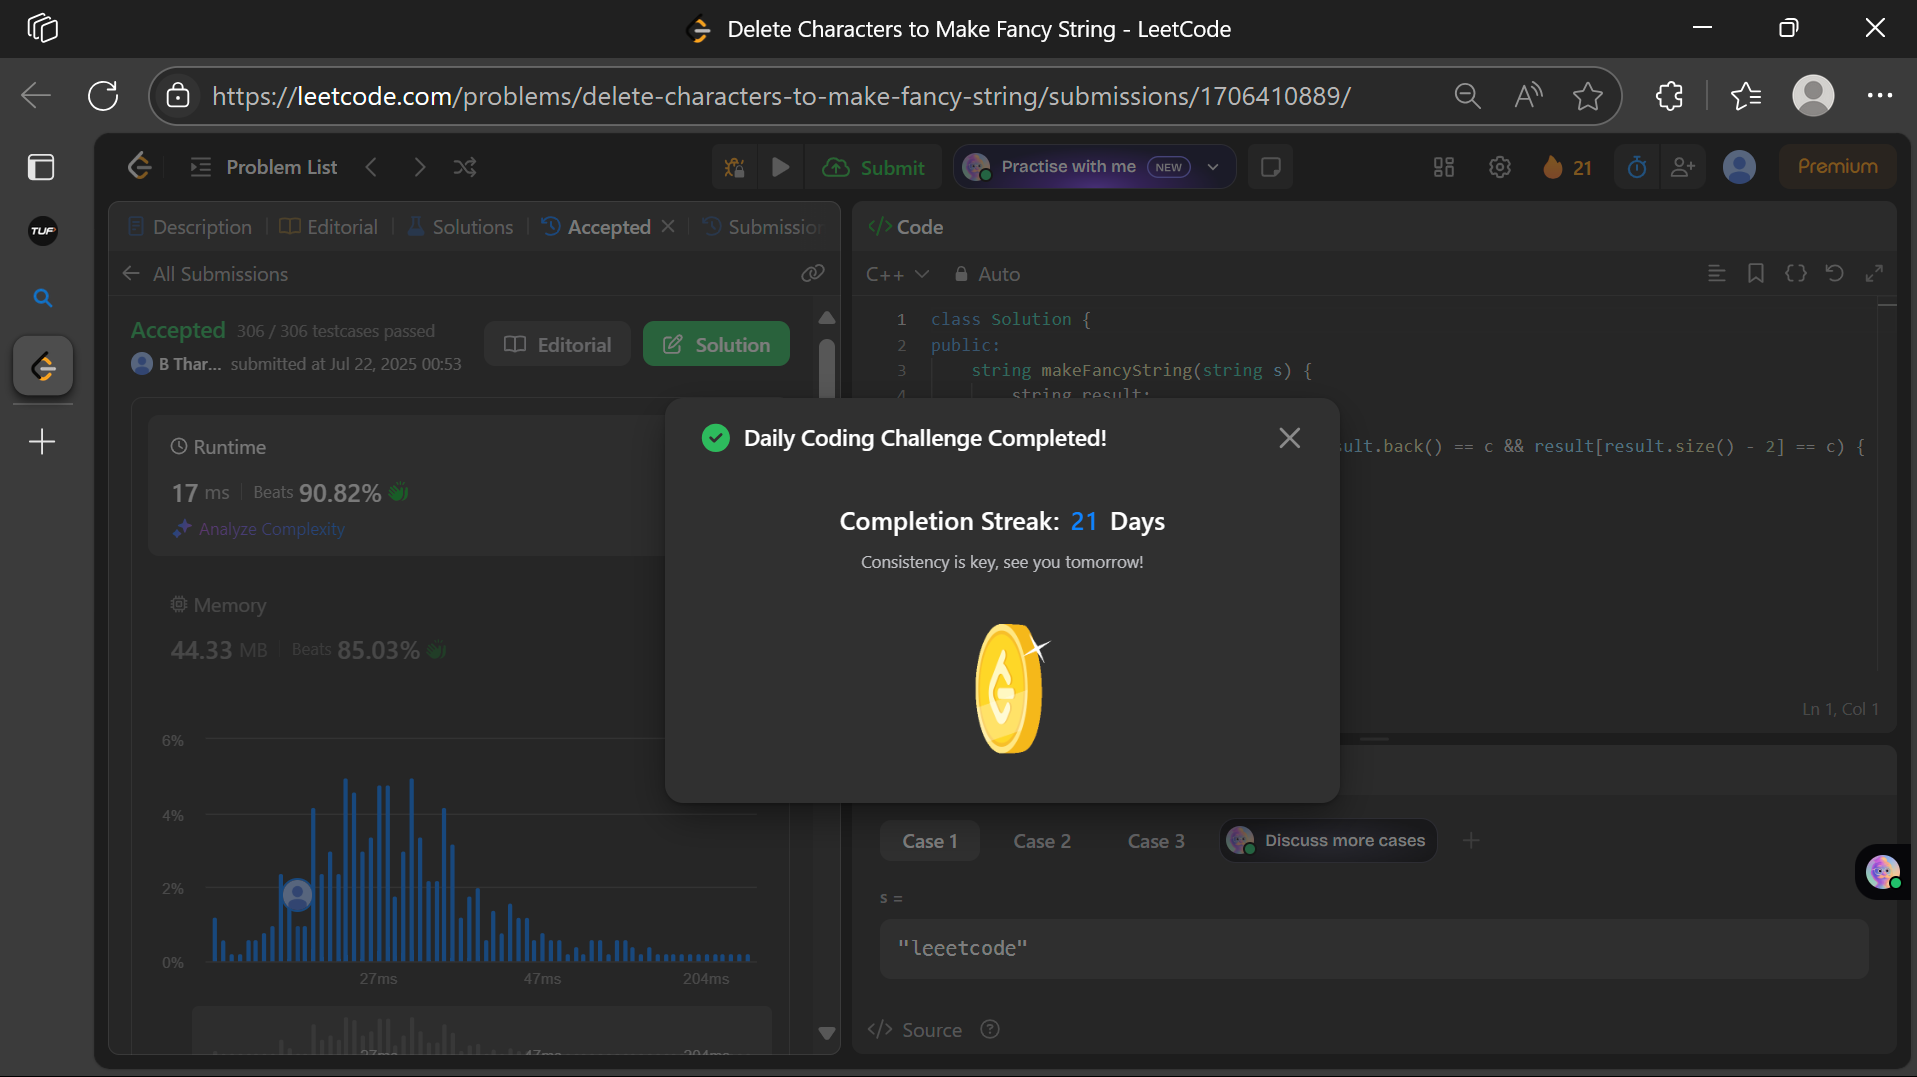 Delete Characters to Make Fancy String - LeetCode
https://leetcode.com/problems/delete-characters-to-make-fancy-string/submissions/1706410889/
Problem List
Submit
Practise with me NEW
21
Premium
TUF
Description
Editorial
Solutions
Accepted
Submission
All Submissions
Accepted 306 / 306 testcases passed
B Thar... submitted at Jul 22, 2025 00:53
Editorial
Solution
Runtime
17 ms Beats 90.82%
Analyze Complexity
Memory
44.33 MB Beats 85.03%
6%
4%
2%
0%
27ms 47ms 204ms
27ms 47ms 204ms
</> Code
C++ Auto
1 class Solution {
2 public:
3 string makeFancyString(string s) {
4 string result;
sult.back() == c && result[result.size() - 2] == c) {
Ln 1, Col 1
Daily Coding Challenge Completed!
Completion Streak: 21 Days
Consistency is key, see you tomorrow!
Case 1 Case 2 Case 3 Discuss more cases
s =
"leeetcode"
</> Source